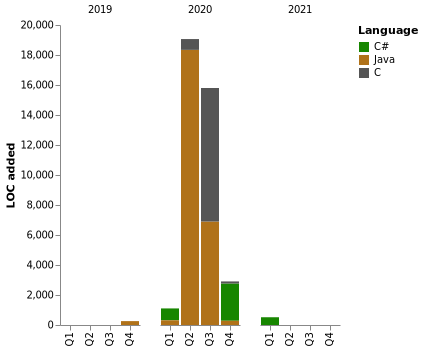 2019 2020 2021
Language
C#
Java
C
LOC added
20,000
18,000
16,000
14,000
12,000
10,000
8,000
6,000
4,000
2,000
0
Q1 Q2 Q3 Q4 Q1 Q2 Q3 Q4 Q1 Q2 Q3 Q4